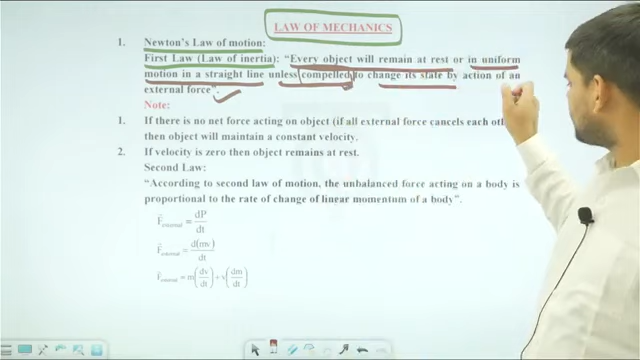 LAW OF MECHANICS
1. Newton's Law of motion:
First Law (Law of inertia): "Every object will remain at rest or in uniform
motion in a straight line unless compelled to change its state by action of an
external force".
Note:
1. If there is no net force acting on object (if all external force cancels each
then object will maintain a constant velocity.
2. If velocity is zero then object remains at rest.
Second Law:
"According to second law of motion, the unbalanced force acting on a body is
proportional to the rate of change of linear momentum of a body".
F⃗external = dP/dt
F⃗external = d(mv)/dt
F⃗external = m(dv/dt) + v(dm/dt)